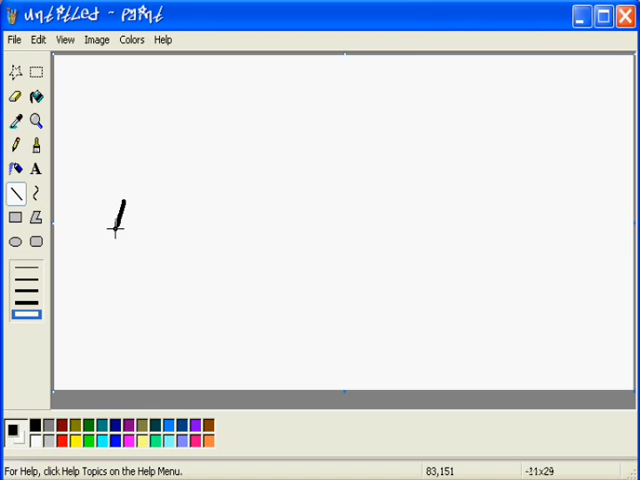 untitled - paint
File Edit View Image Colors Help
A
For Help, click Help Topics on the Help Menu. 83,151 -11x29